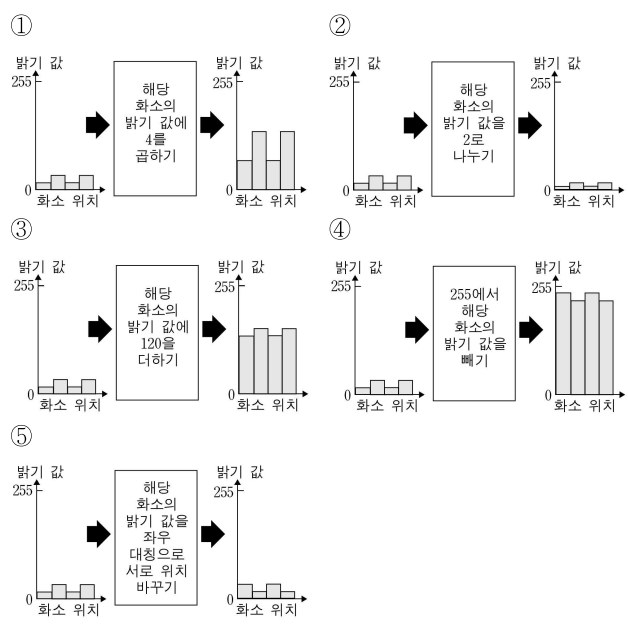 ①
밝기 값
255
0
화소 위치
해당
화소의
밝기 값에
4를
곱하기
밝기 값
255
0
화소 위치
②
밝기 값
255
0
화소 위치
해당
화소의
밝기 값을
2로
나누기
밝기 값
255
0
화소 위치
③
밝기 값
255
0
화소 위치
해당
화소의
밝기 값에
120을
더하기
밝기 값
255
0
화소 위치
④
밝기 값
255
0
화소 위치
255에서
해당
화소의
밝기 값을
빼기
밝기 값
255
0
화소 위치
⑤
밝기 값
255
0
화소 위치
해당
화소의
밝기 값을
좌우
대칭으로
서로 위치
바꾸기
밝기 값
255
0
화소 위치